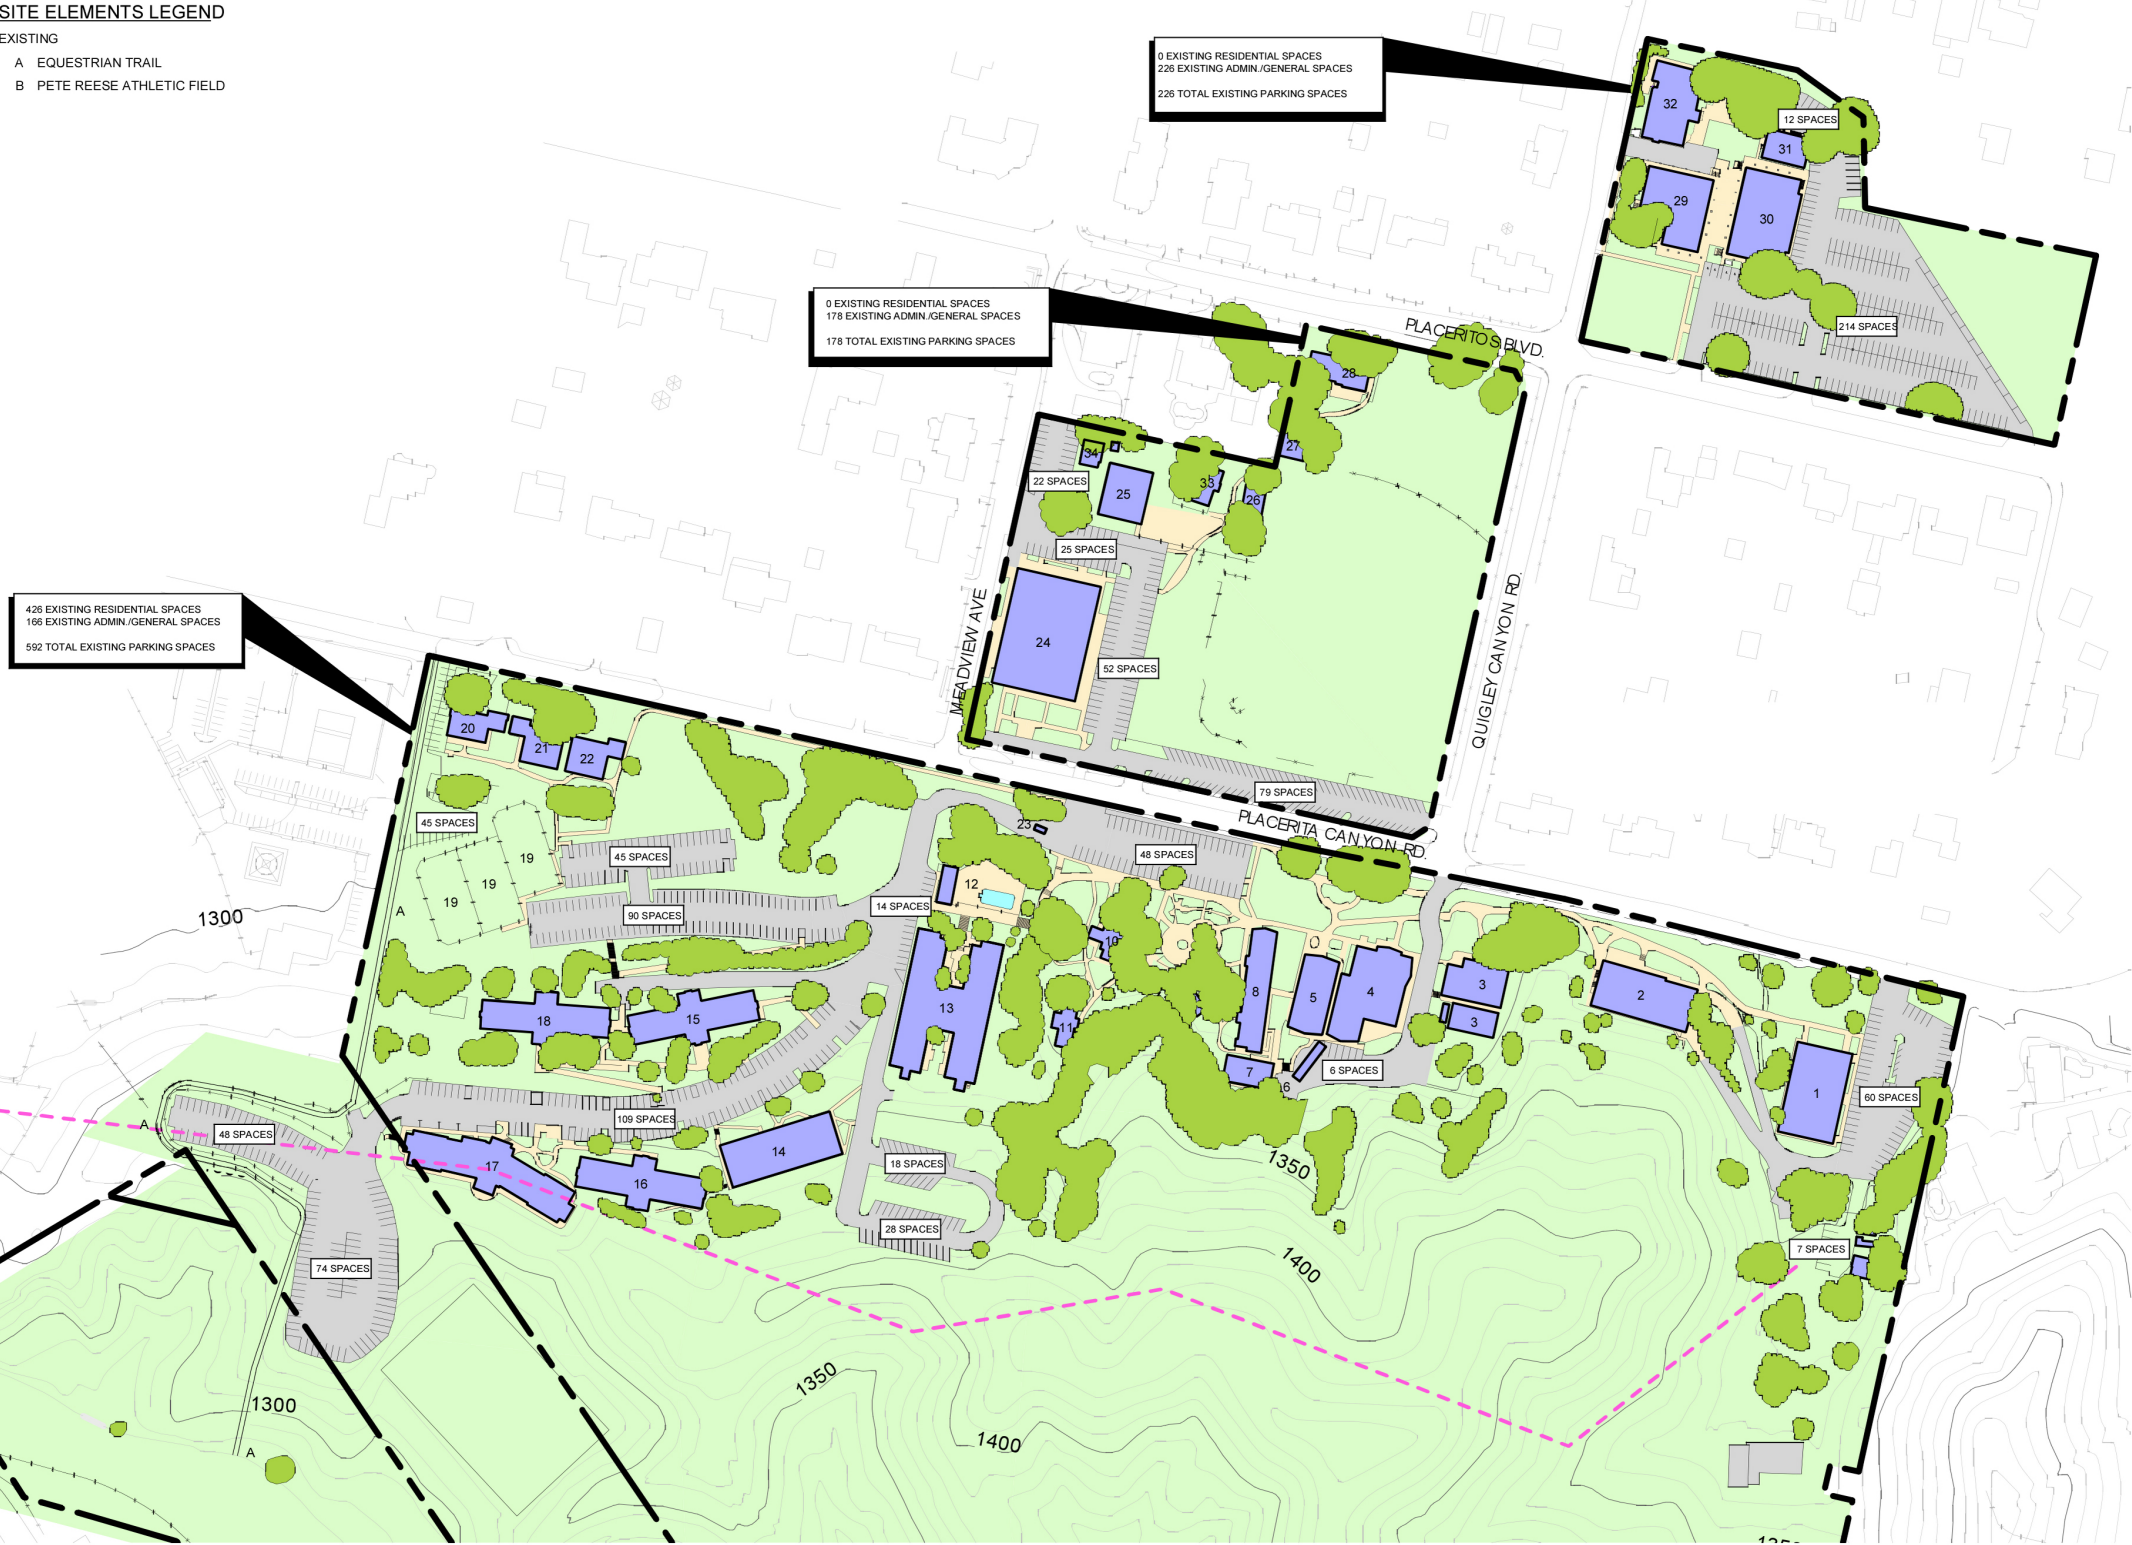 SITE ELEMENTS LEGEND
EXISTING
A EQUESTRIAN TRAIL
B PETE REESE ATHLETIC FIELD
0 EXISTING RESIDENTIAL SPACES
226 EXISTING ADMIN./GENERAL SPACES
226 TOTAL EXISTING PARKING SPACES
32
12 SPACES
31
29
30
214 SPACES
0 EXISTING RESIDENTIAL SPACES
178 EXISTING ADMIN./GENERAL SPACES
178 TOTAL EXISTING PARKING SPACES
PLACERITOS BLVD.
28
27
34
22 SPACES
25
33
26
25 SPACES
24
52 SPACES
MEADVIEW AVE
QUIGLEY CANYON RD.
79 SPACES
PLACERITA CANYON RD.
426 EXISTING RESIDENTIAL SPACES
166 EXISTING ADMIN./GENERAL SPACES
592 TOTAL EXISTING PARKING SPACES
20
21
22
45 SPACES
23
45 SPACES
48 SPACES
19
19
19
12
A
14 SPACES
90 SPACES
1300
10
8
5
4
3
2
3
13
11
18
15
7
6
6 SPACES
1
60 SPACES
109 SPACES
A
48 SPACES
17
16
14
18 SPACES
1350
28 SPACES
7 SPACES
74 SPACES
1400
1350
1300
1400
A
1350